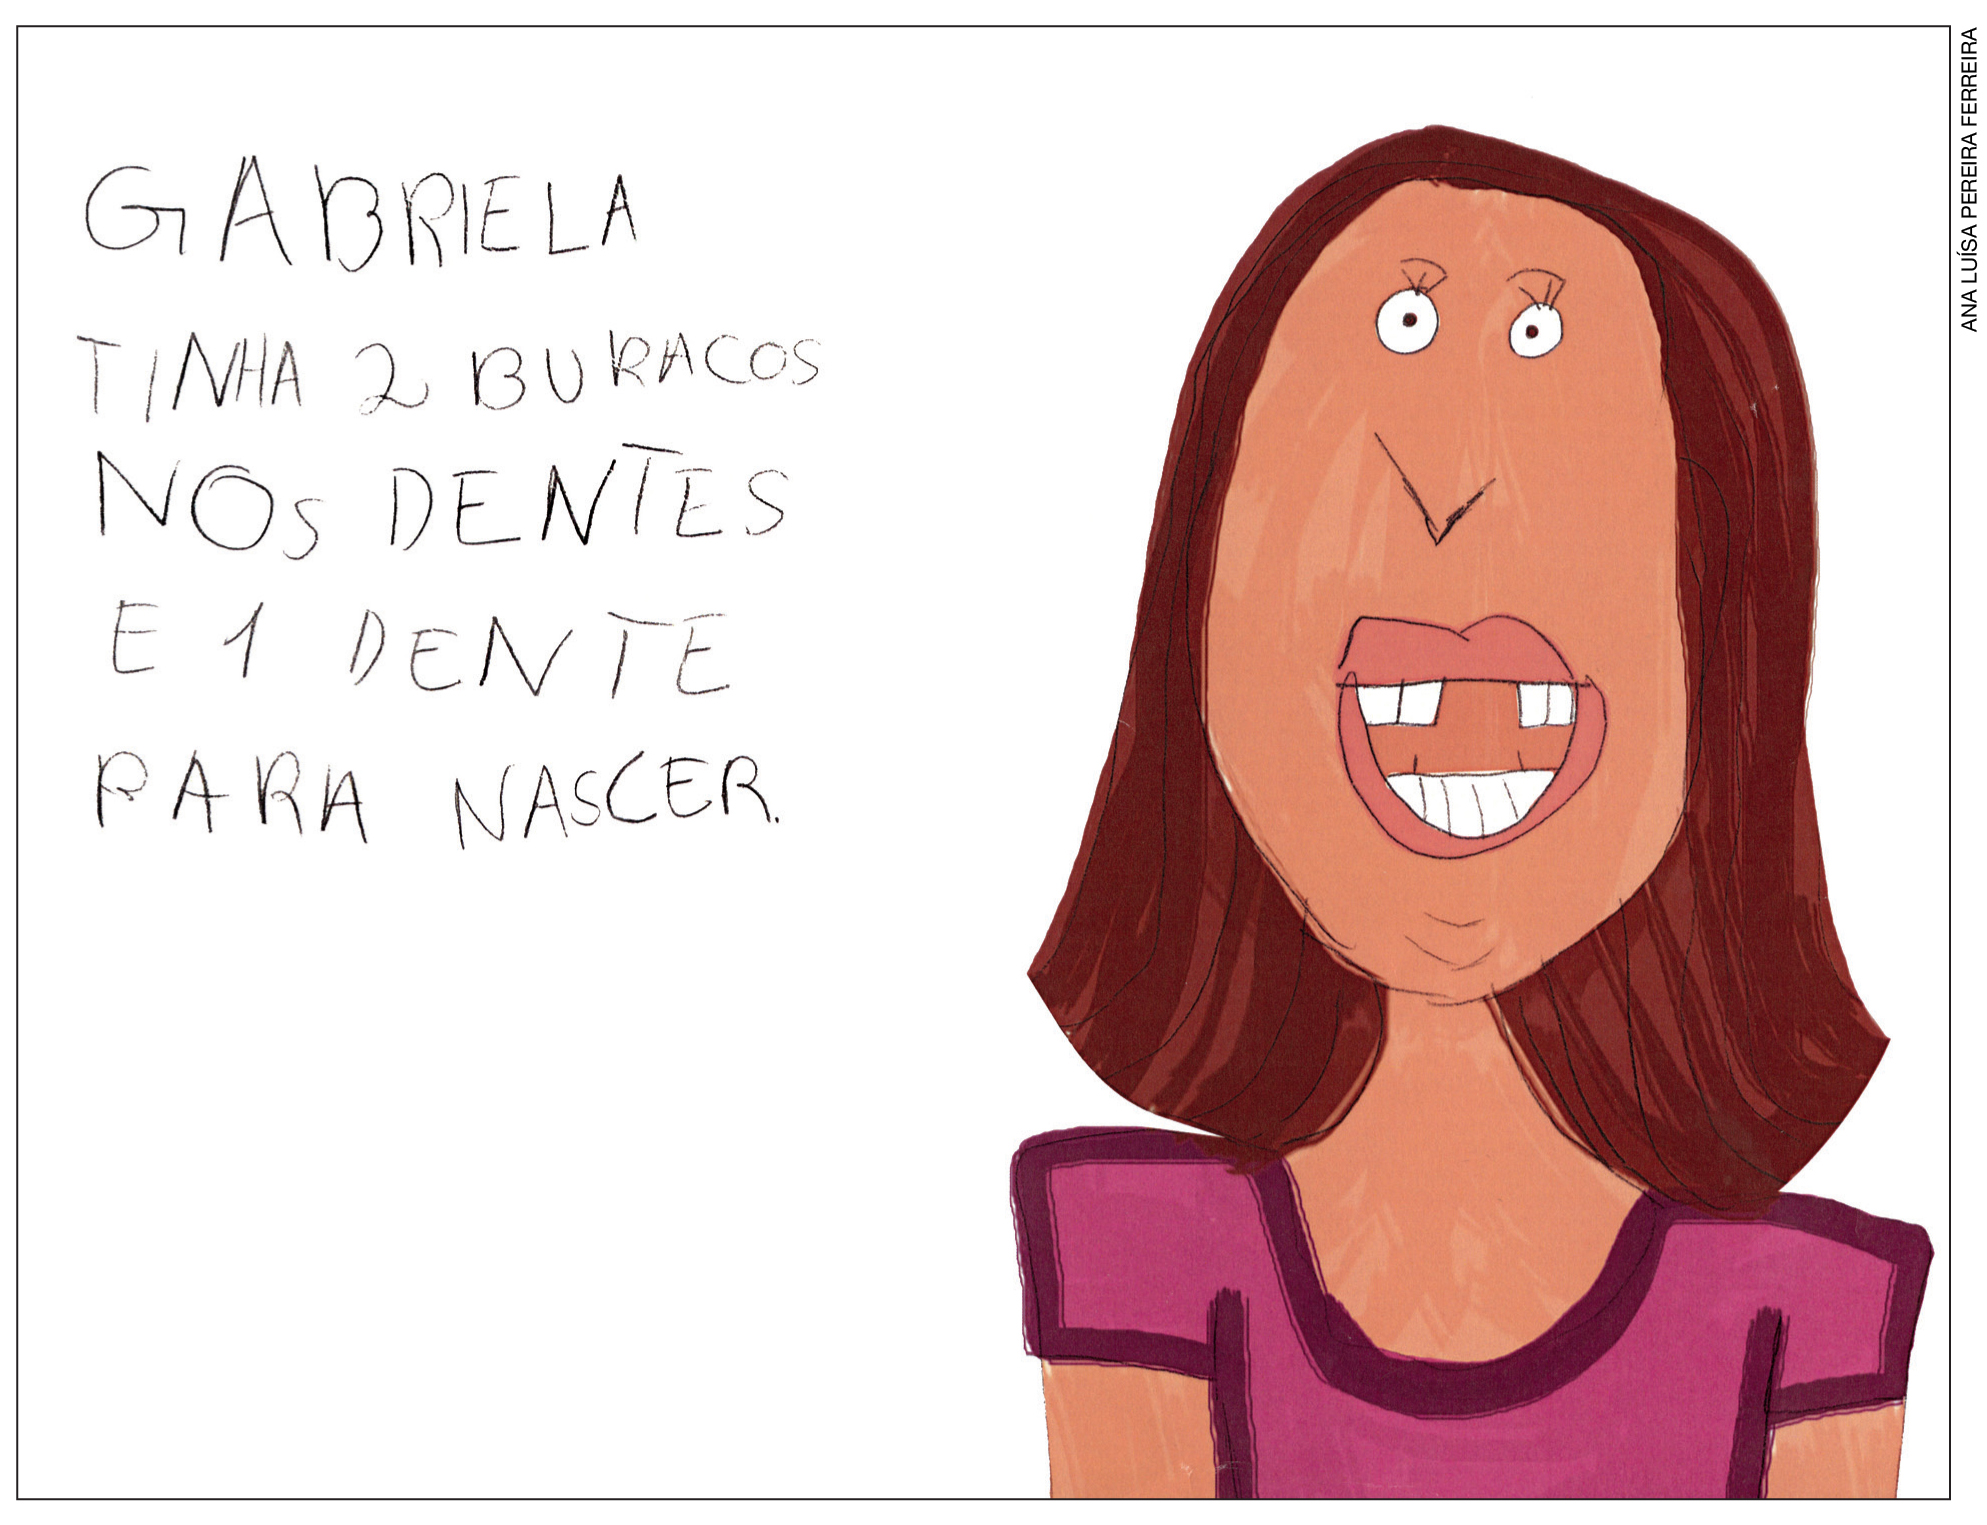 GABRIELA
TINHA 2 BURACOS
NOS DENTES
E 1 DENTE
PARA NASCER.
ANA LUÍSA PEREIRA FERREIRA